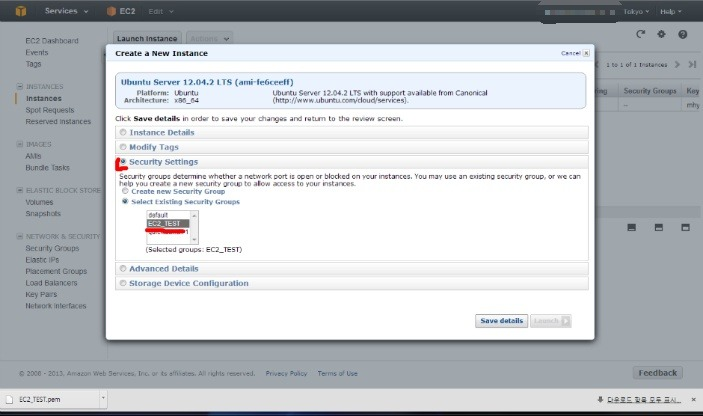 Services EC2 Edit Tokyo Help
EC2 Dashboard
Events
Tags
INSTANCES
Instances
Spot Requests
Reserved Instances
IMAGES
AMIs
Bundle Tasks
ELASTIC BLOCK STORE
Volumes
Snapshots
NETWORK & SECURITY
Security Groups
Elastic IPs
Placement Groups
Load Balancers
Key Pairs
Network Interfaces
Launch Instance Actions
1 to 1 of 1 Instances
Security Groups Key
Create a New Instance Cancel
Ubuntu Server 12.04.2 LTS (ami-fe6ceeff)
Platform: Ubuntu Ubuntu Server 12.04.2 LTS with support available from Canonical
Architecture: x86_64 (http://www.ubuntu.com/cloud/services).
Click Save details in order to save your changes and return to the review screen.
Instance Details
Modify Tags
Security Settings
Security groups determine whether a network port is open or blocked on your instances. You may use an existing security group, or we can
help you create a new security group to allow access to your instances.
Create new Security Group
Select Existing Security Groups
default
EC2_TEST
(Selected groups: EC2_TEST)
Advanced Details
Storage Device Configuration
Save details Launch
© 2008 - 2013, Amazon Web Services, Inc. or its affiliates. All rights reserved. Privacy Policy Terms of Use Feedback
EC2_TEST.pem 다운로드 항목 모두 표시...